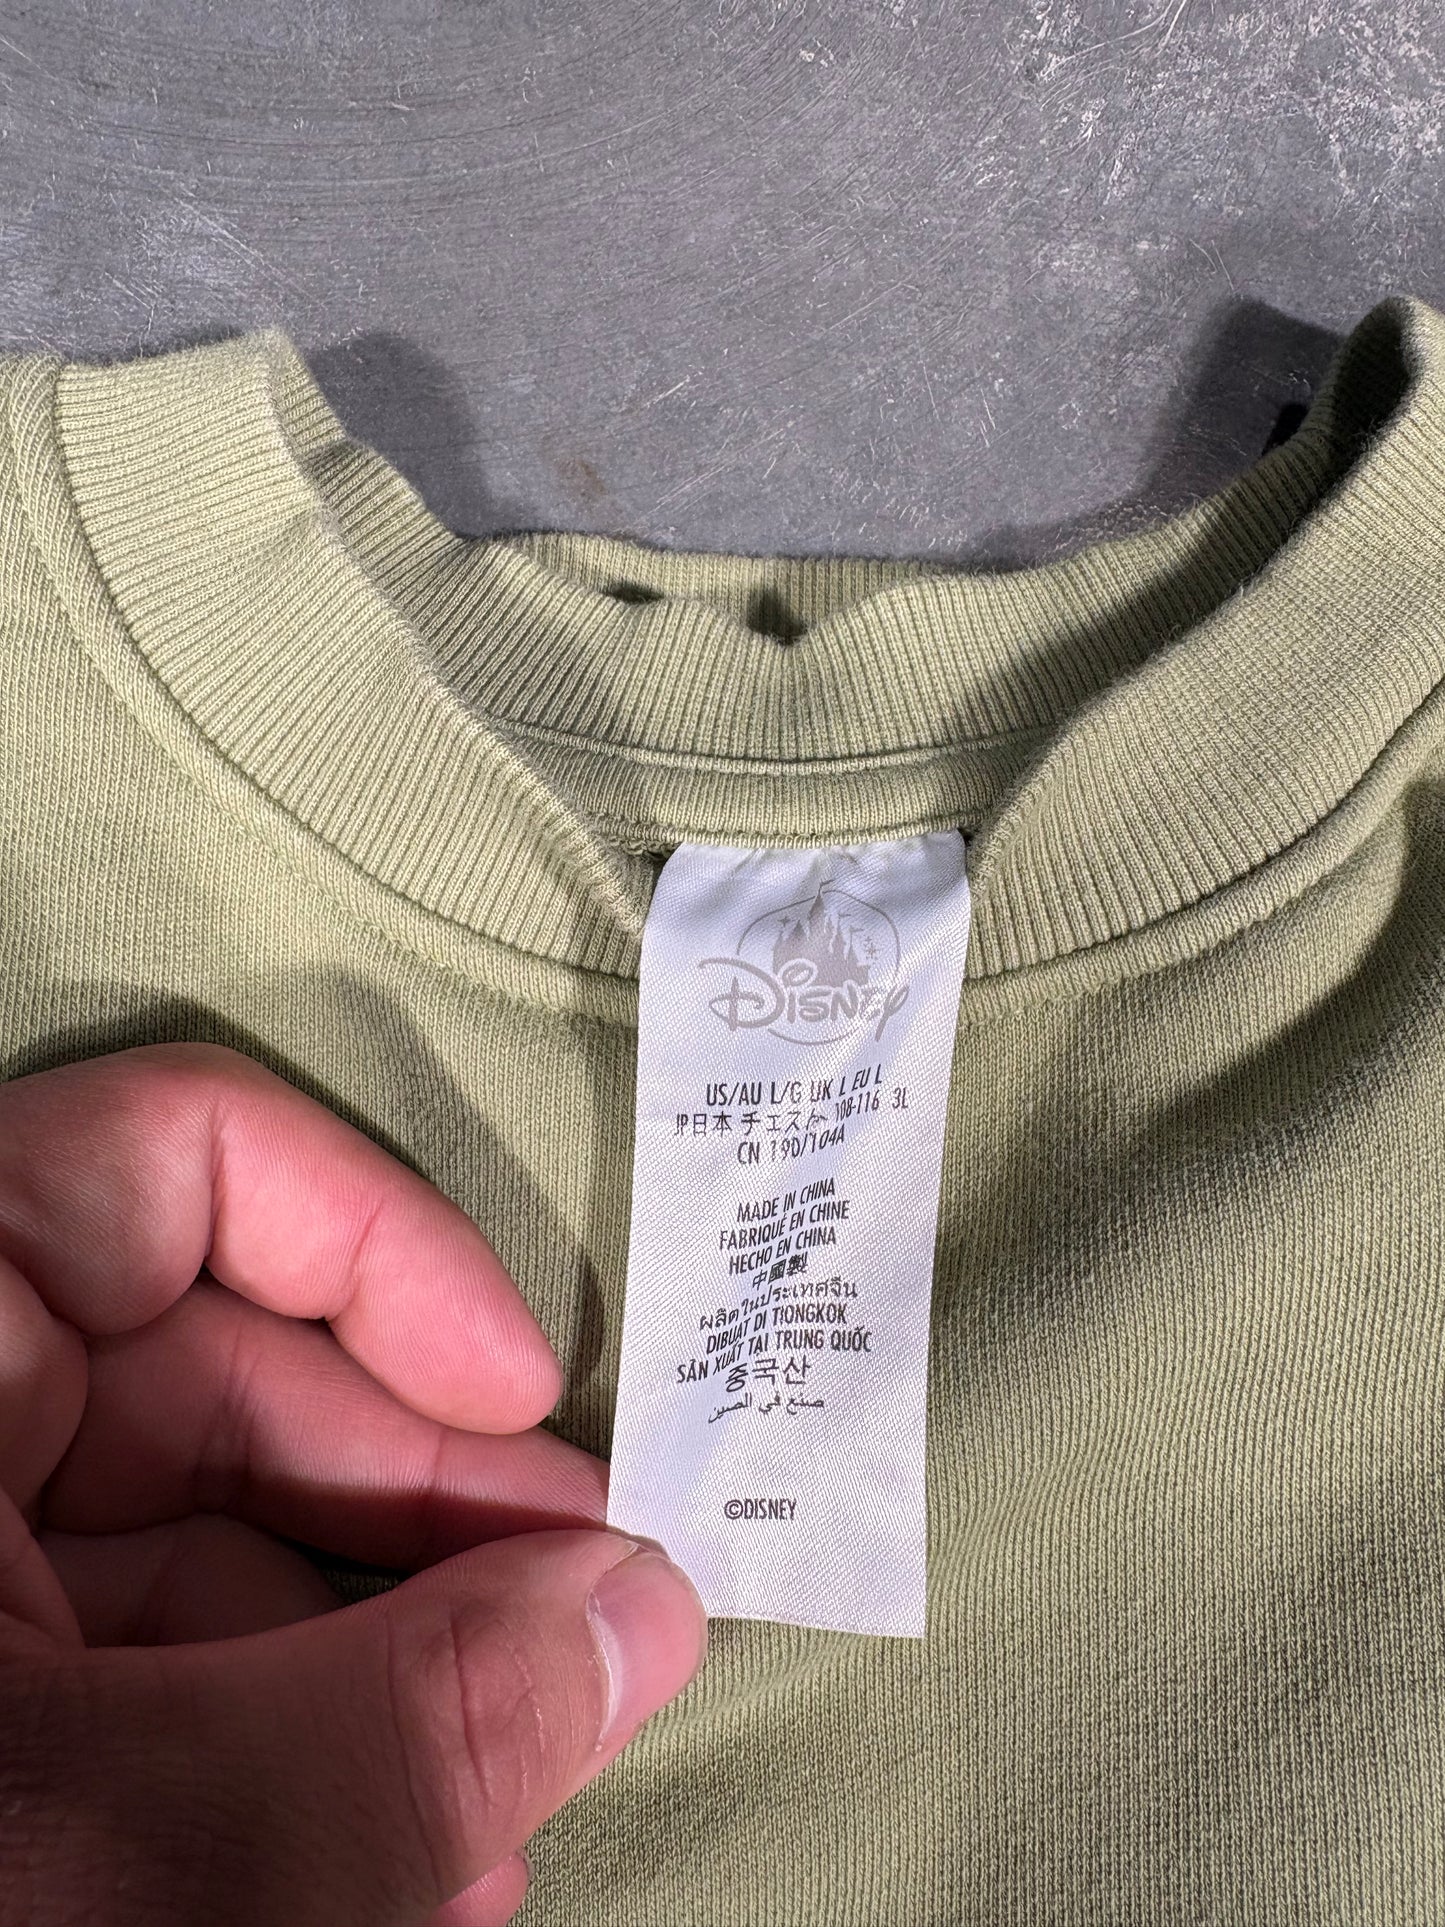 Disney
US/AU L/G UK L EU L
JP日本 チェスト 108-116 3L
CN 190/104A
MADE IN CHINA
FABRIQUÉ EN CHINE
HECHO EN CHINA
中國製
ผลิตในประเทศจีน
DIBUAT DI TIONGKOK
SẢN XUẤT TẠI TRUNG QUỐC
중국산
صنع في الصين
©DISNEY